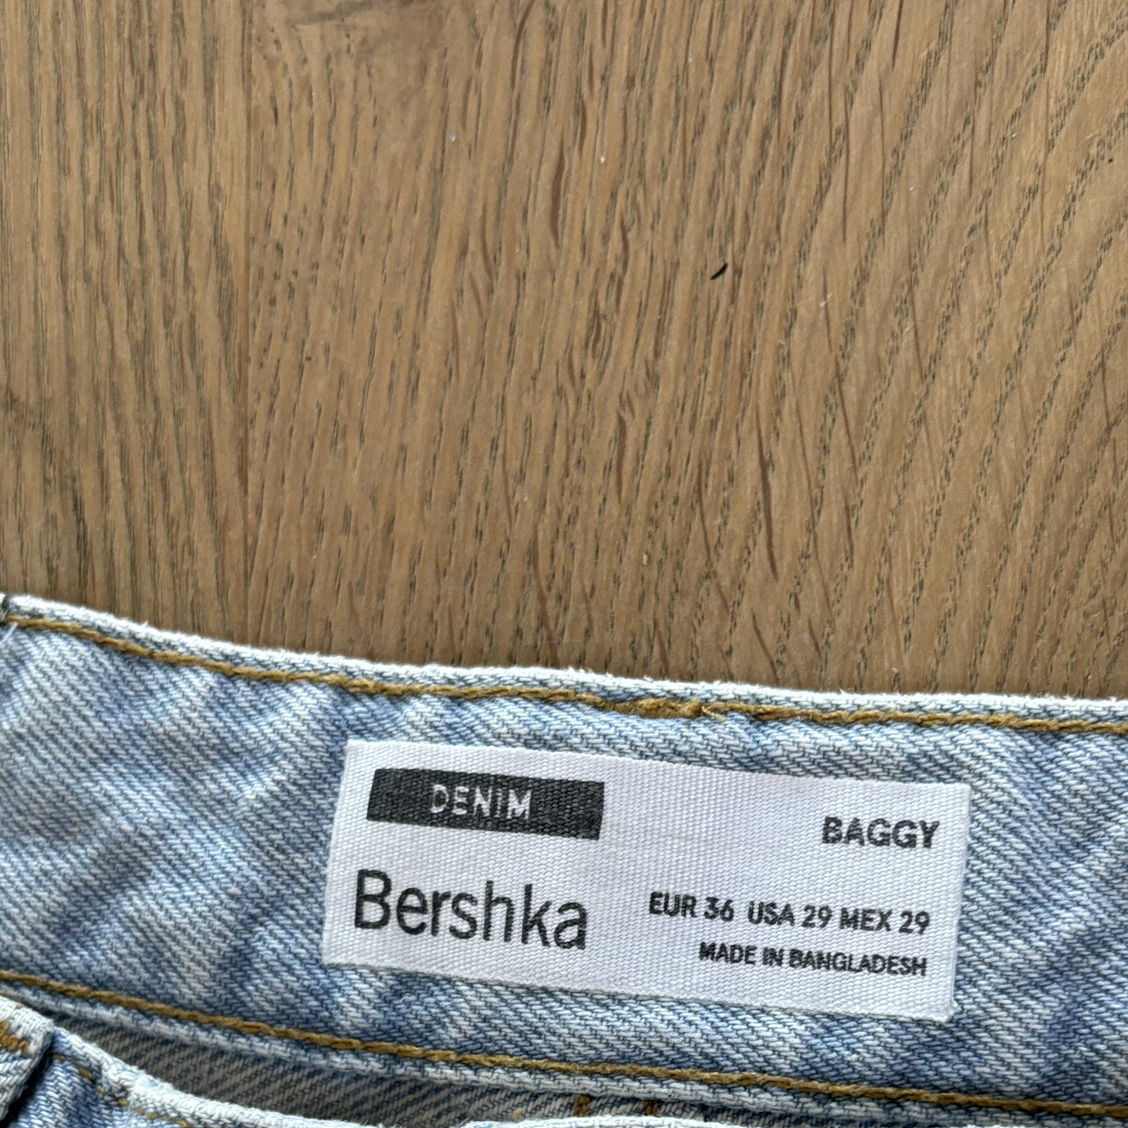 DENIM
BAGGY
Bershka
EUR 36 USA 29 MEX 29
MADE IN BANGLADESH